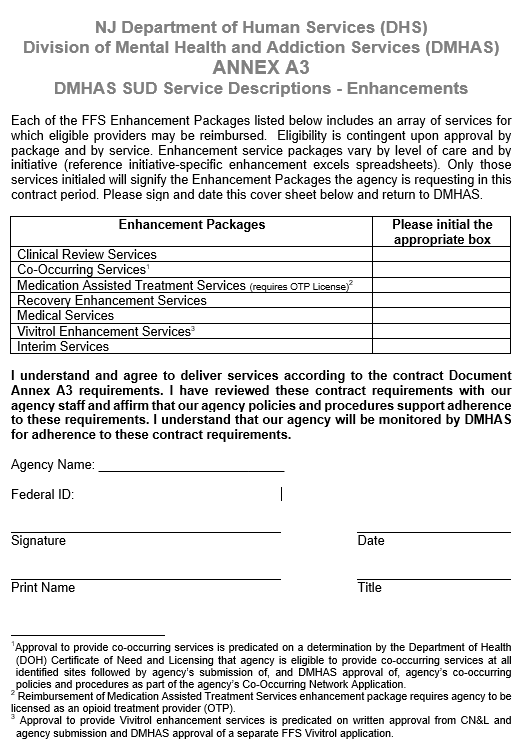 NJ Department of Human Services (DHS)
Division of Mental Health and Addiction Services (DMHAS)
ANNEX A3
DMHAS SUD Service Descriptions - Enhancements
Each of the FFS Enhancement Packages listed below includes an array of services for
which eligible providers may be reimbursed. Eligibility is contingent upon approval by
package and by service. Enhancement service packages vary by level of care and by
initiative (reference initiative-specific enhancement excels spreadsheets). Only those
services initialed will signify the Enhancement Packages the agency is requesting in this
contract period. Please sign and date this cover sheet below and return to DMHAS.
Enhancement Packages
Please initial the
appropriate box
Clinical Review Services
Co-Occurring Services¹
Medication Assisted Treatment Services (requires OTP License)²
Recovery Enhancement Services
Medical Services
Vivitrol Enhancement Services³
Interim Services
I understand and agree to deliver services according to the contract Document
Annex A3 requirements. I have reviewed these contract requirements with our
agency staff and affirm that our agency policies and procedures support adherence
to these requirements. I understand that our agency will be monitored by DMHAS
for adherence to these contract requirements.
Agency Name:
Federal ID:
Signature Date
Print Name Title
¹Approval to provide co-occurring services is predicated on a determination by the Department of Health
(DOH) Certificate of Need and Licensing that agency is eligible to provide co-occurring services at all
identified sites followed by agency's submission of, and DMHAS approval of, agency's co-occurring
policies and procedures as part of the agency's Co-Occurring Network Application.
² Reimbursement of Medication Assisted Treatment Services enhancement package requires agency to be
licensed as an opioid treatment provider (OTP).
³ Approval to provide Vivitrol enhancement services is predicated on written approval from CN&L and
agency submission and DMHAS approval of a separate FFS Vivitrol application.